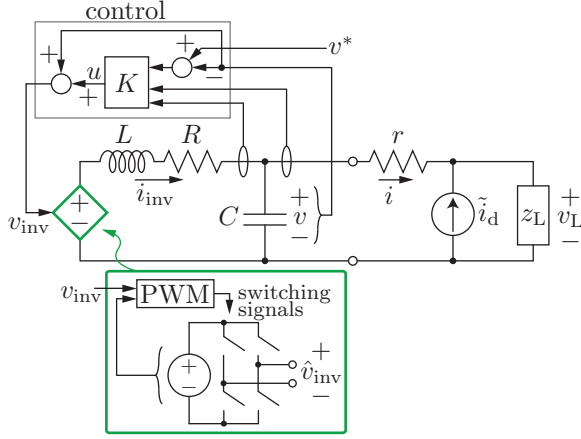 control
+
+
−
v*
u
+
K
L
R
r
i_inv
i
v_inv
+
−
C
+
v
−
ĩ_d
z_L
+
v_L
−
v_inv
PWM
switching
signals
+
−
+
v̂_inv
−